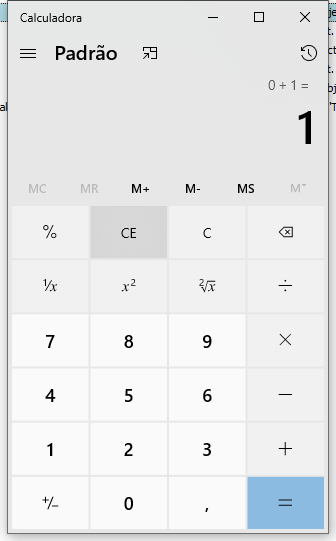 Calculadora
Padrão
0 + 1 =
1
MC MR M+ M- MS M˅
% CE C
¹/x x² ²√x ÷
7 8 9 ×
4 5 6 −
1 2 3 +
+/− 0 , =